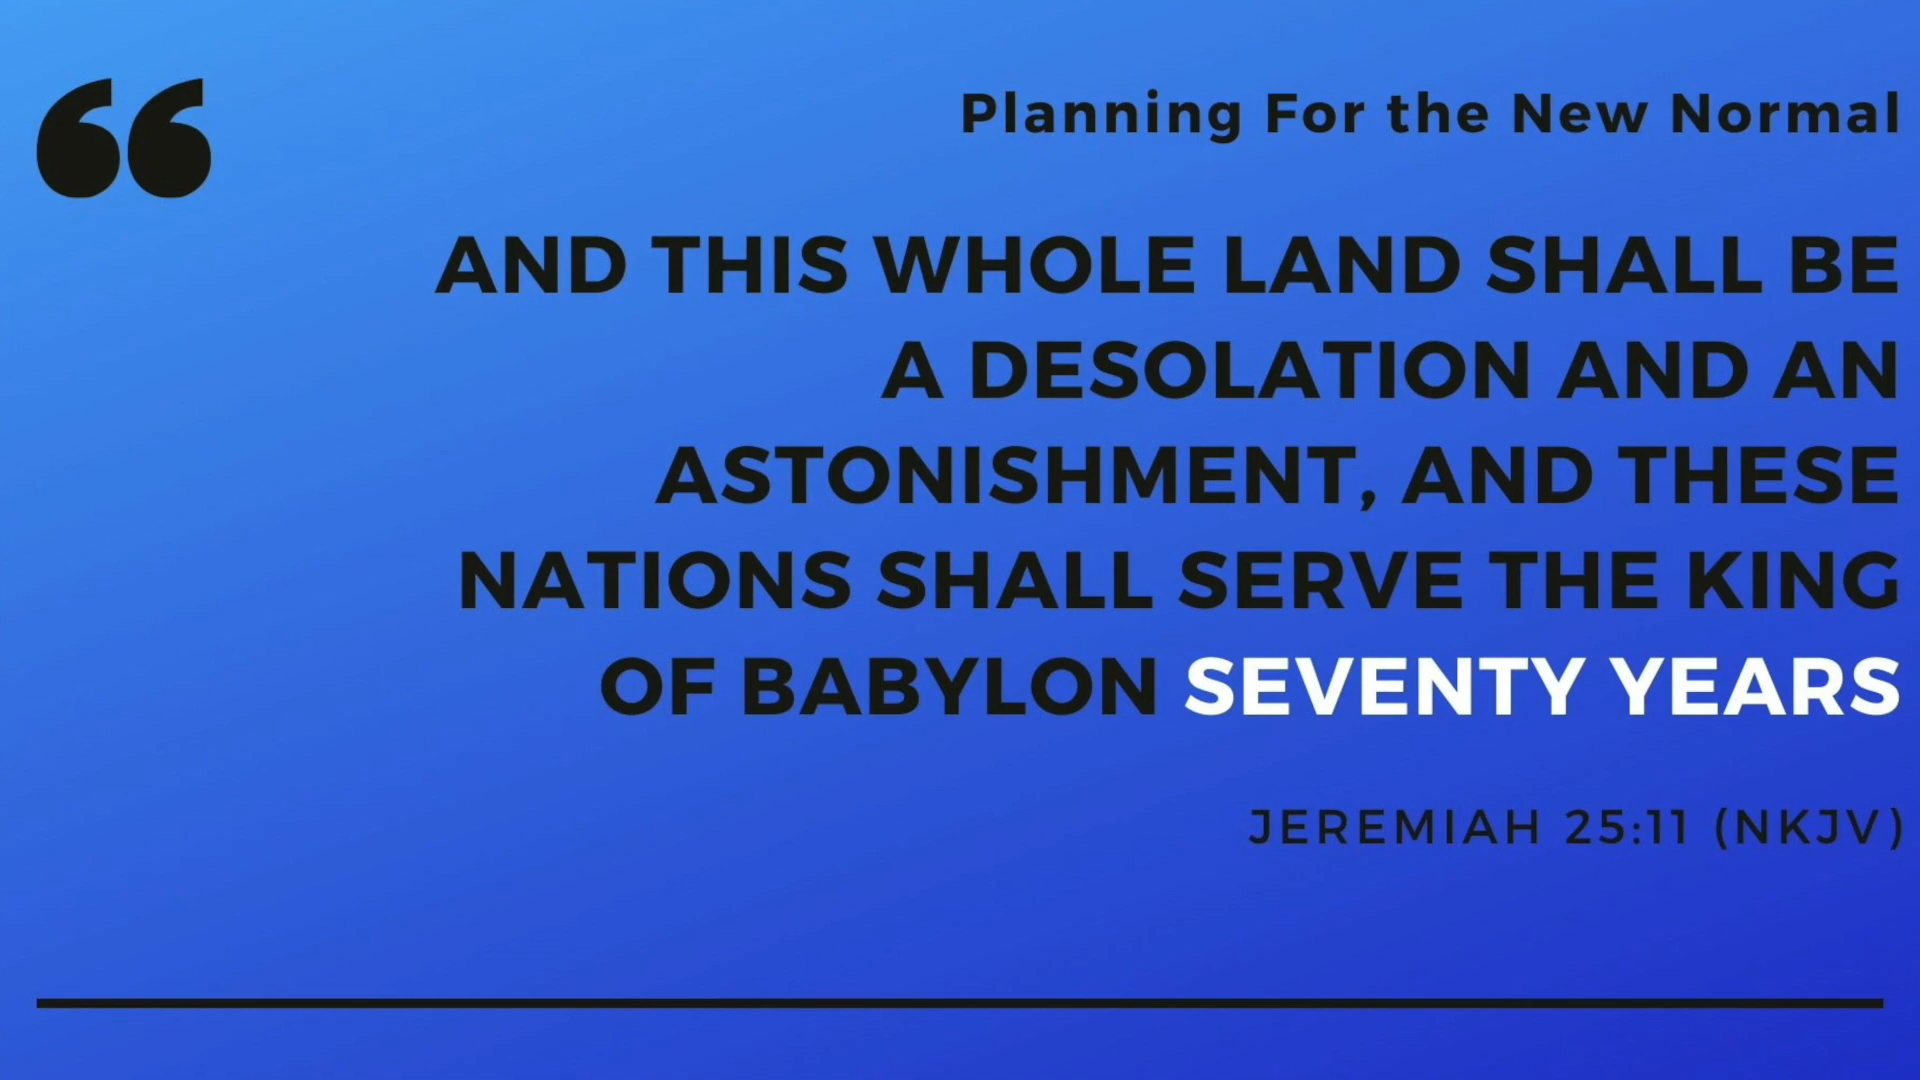 Planning For the New Normal
AND THIS WHOLE LAND SHALL BE
A DESOLATION AND AN
ASTONISHMENT, AND THESE
NATIONS SHALL SERVE THE KING
OF BABYLON SEVENTY YEARS
JEREMIAH 25:11 (NKJV)